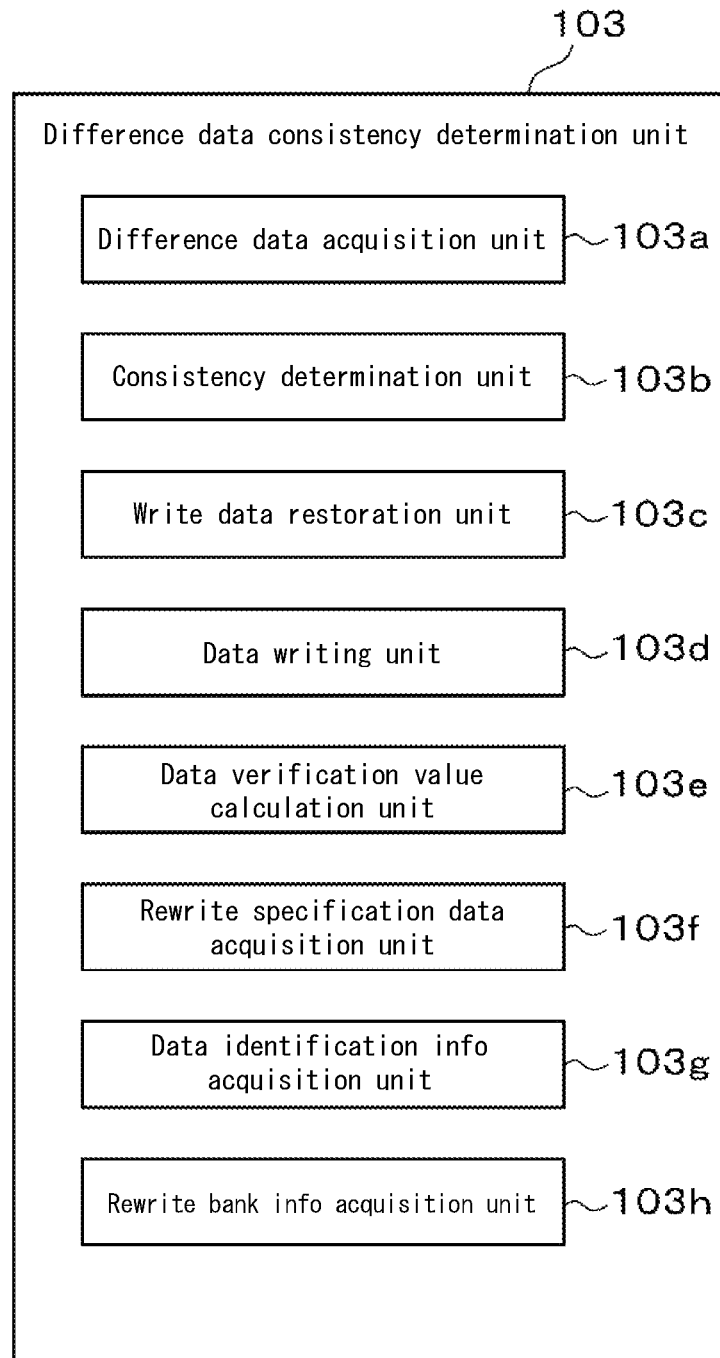 103
Difference data consistency determination unit
Difference data acquisition unit
103a
Consistency determination unit
103b
Write data restoration unit
103c
Data writing unit
103d
Data verification value
calculation unit
103e
Rewrite specification data
acquisition unit
103f
Data identification info
acquisition unit
103g
Rewrite bank info acquisition unit
103h